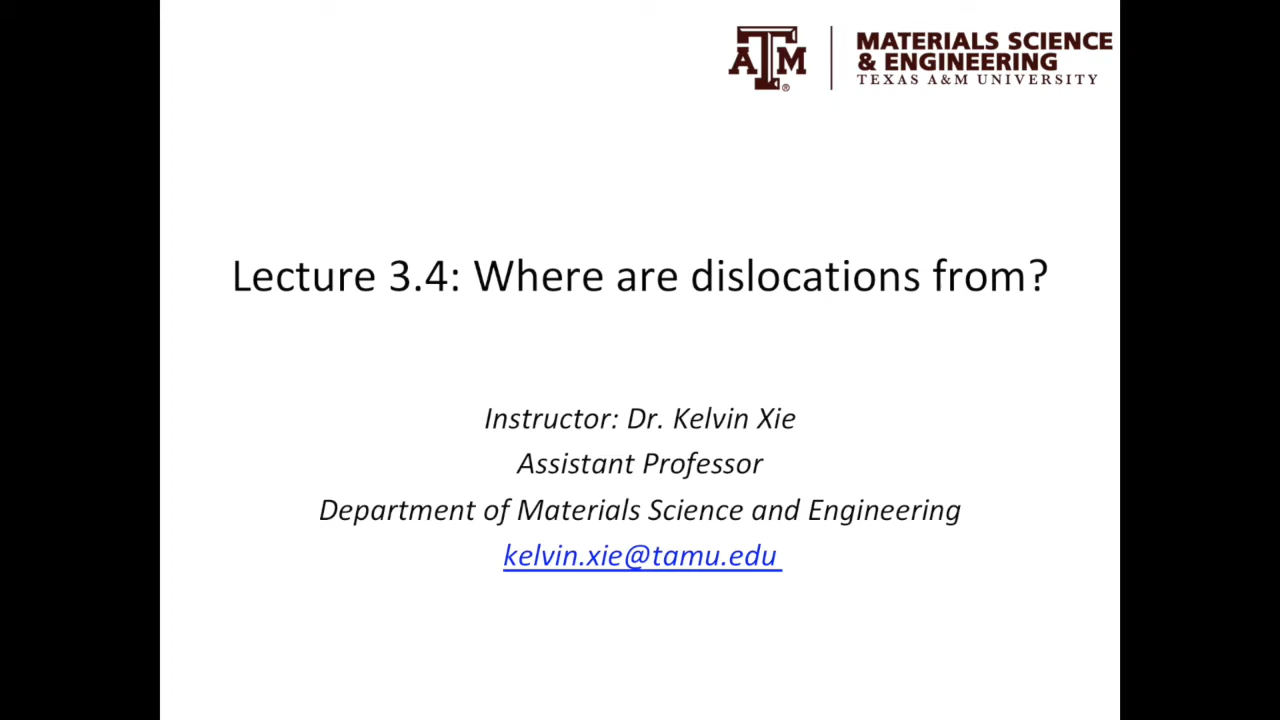 ATM®
MATERIALS SCIENCE
& ENGINEERING
TEXAS A&M UNIVERSITY
Lecture 3.4: Where are dislocations from?
Instructor: Dr. Kelvin Xie
Assistant Professor
Department of Materials Science and Engineering
kelvin.xie@tamu.edu